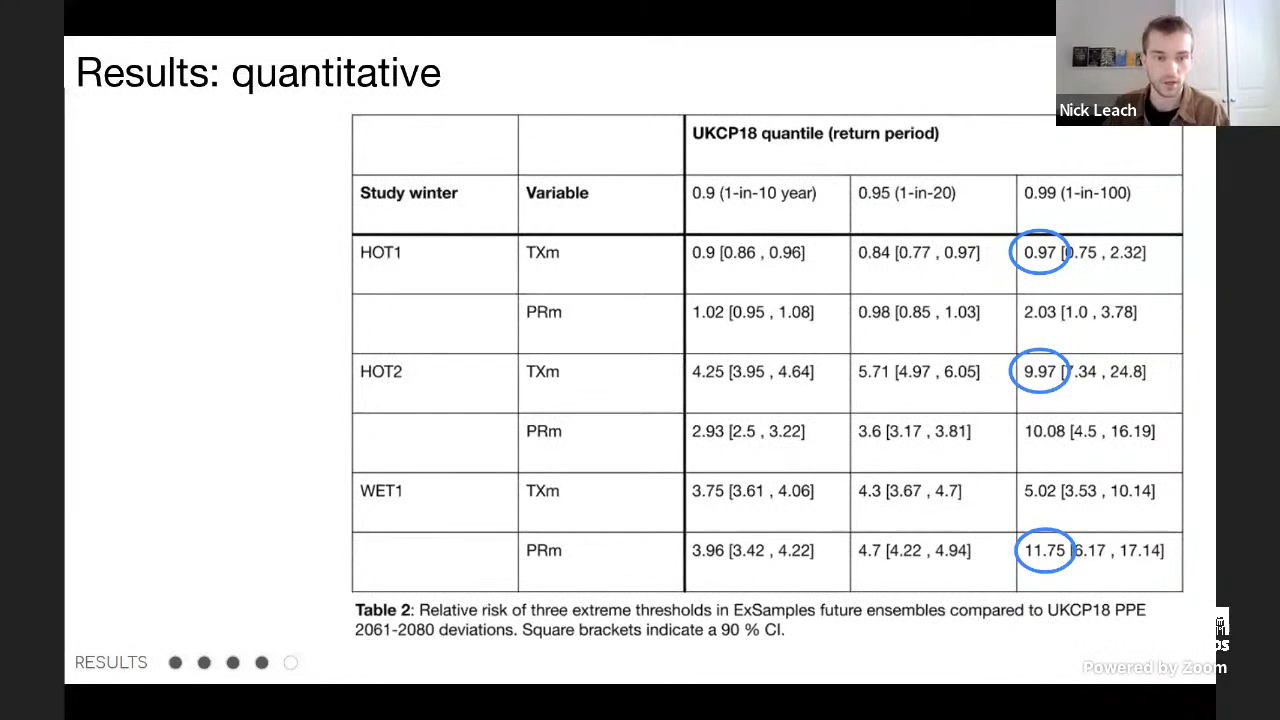 Results: quantitative
Nick Leach
UKCP18 quantile (return period)
Study winter Variable 0.9 (1-in-10 year) 0.95 (1-in-20) 0.99 (1-in-100)
HOT1 TXm 0.9 [0.86 , 0.96] 0.84 [0.77 , 0.97] 0.97 [0.75 , 2.32]
PRm 1.02 [0.95 , 1.08] 0.98 [0.85 , 1.03] 2.03 [1.0 , 3.78]
HOT2 TXm 4.25 [3.95 , 4.64] 5.71 [4.97 , 6.05] 9.97 [7.34 , 24.8]
PRm 2.93 [2.5 , 3.22] 3.6 [3.17 , 3.81] 10.08 [4.5 , 16.19]
WET1 TXm 3.75 [3.61 , 4.06] 4.3 [3.67 , 4.7] 5.02 [3.53 , 10.14]
PRm 3.96 [3.42 , 4.22] 4.7 [4.22 , 4.94] 11.75 [6.17 , 17.14]
Table 2: Relative risk of three extreme thresholds in ExSamples future ensembles compared to UKCP18 PPE
2061-2080 deviations. Square brackets indicate a 90 % CI.
RESULTS
Powered by Zoom